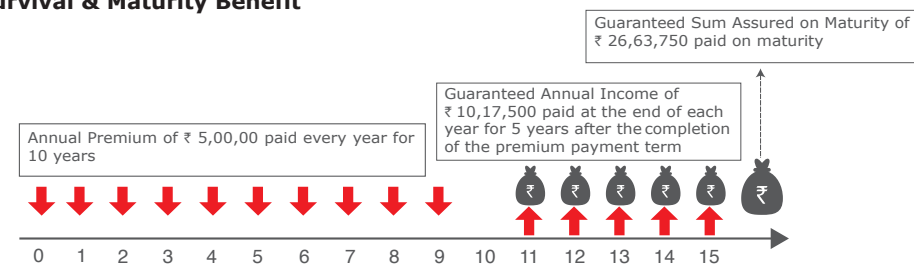 Guaranteed Sum Assured on Maturity of
₹ 26,63,750 paid on maturity
Guaranteed Annual Income of
₹ 10,17,500 paid at the end of each
year for 5 years after the completion
of the premium payment term
Annual Premium of ₹ 5,00,00 paid every year for
10 years
₹ ₹ ₹ ₹ ₹ ₹
0 1 2 3 4 5 6 7 8 9 10 11 12 13 14 15